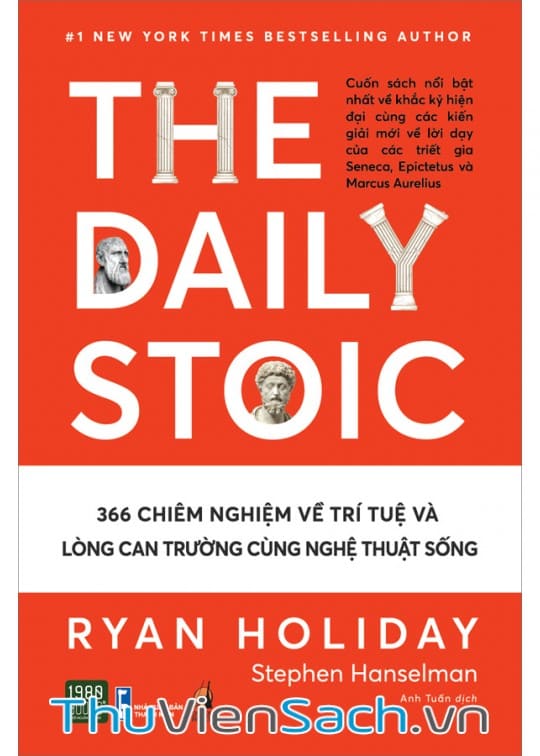 #1 NEW YORK TIMES BESTSELLING AUTHOR
THE
Cuốn sách nổi bật
nhất về khắc kỷ hiện
đại cùng các kiến
giải mới về lời dạy
của các triết gia
Seneca, Epictetus và
Marcus Aurelius
DAILY
STOIC
366 CHIÊM NGHIỆM VỀ TRÍ TUỆ VÀ
LÒNG CAN TRƯỜNG CÙNG NGHỆ THUẬT SỐNG
RYAN HOLIDAY
Stephen Hanselman
Anh Tuấn dịch
1980
ThuVienSach.vn